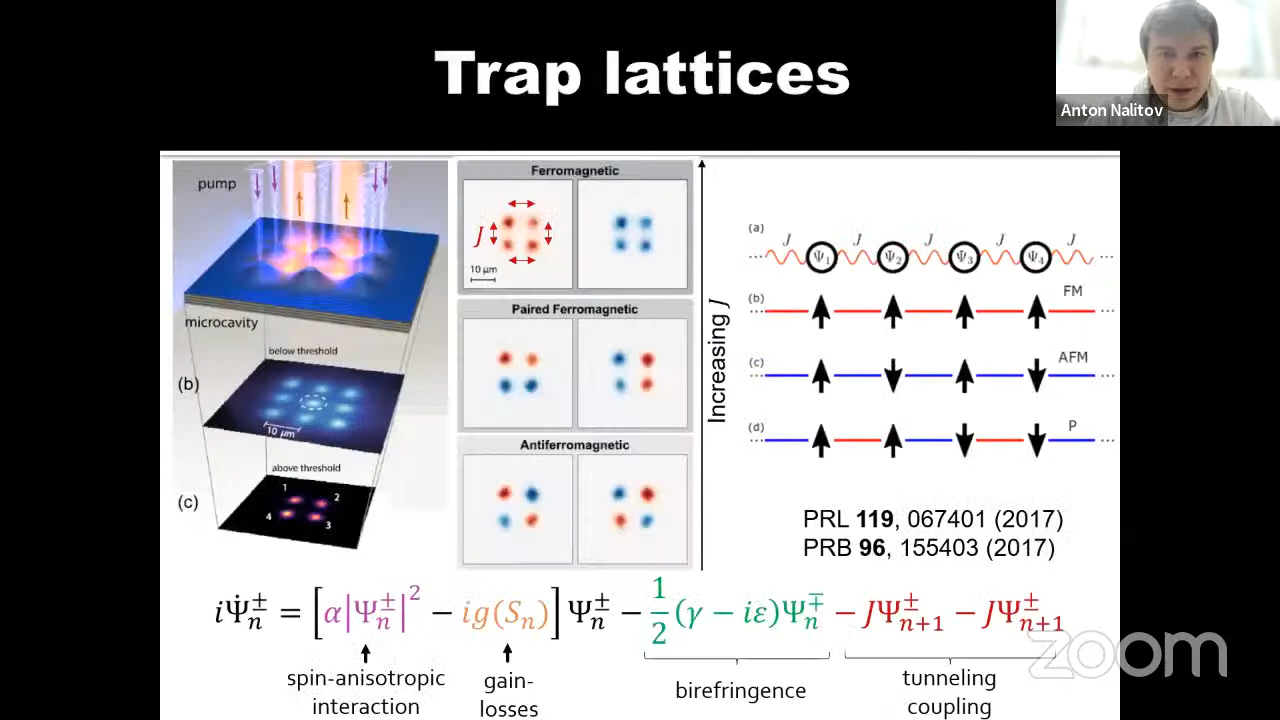 Trap lattices
Anton Nalitov
pump
microcavity
below threshold
(b)
10 μm
above threshold
(c)
1
2
4
3
Ferromagnetic
J
10 μm
Paired Ferromagnetic
Antiferromagnetic
Increasing J
(a)
J J J J J
... Ψ₁ Ψ₂ Ψ₃ Ψ₄ ...
(b) ... FM ...
(c) ... AFM ...
(d) ... P ...
PRL 119, 067401 (2017)
PRB 96, 155403 (2017)
iΨ̇ₙ^± = [α|Ψₙ^±|² − ig(Sₙ)] Ψₙ^± − 1/2 (γ − iε)Ψₙ^∓ − JΨₙ₊₁^± − JΨₙ₊₁^±
spin-anisotropic
interaction
gain-
losses
birefringence
tunneling
coupling
zoom